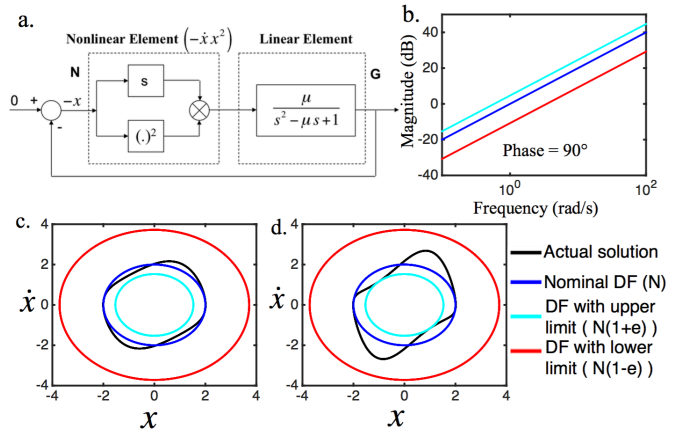 a.
Nonlinear Element (−ẋx²)
Linear Element
N
G
0
+
−x
-
s
(.)²
μ
s² − μ s + 1
b.
Magnitude (dB)
40
20
0
-20
-40
Phase = 90°
10⁰
10²
Frequency (rad/s)
c.
4
2
0
-2
-4
ẋ
-4 -2 0 2 4
x
d.
4
2
0
-2
-4
ẋ
-4 -2 0 2 4
x
Actual solution
Nominal DF (N)
DF with upper
limit ( N(1+e) )
DF with lower
limit ( N(1-e) )